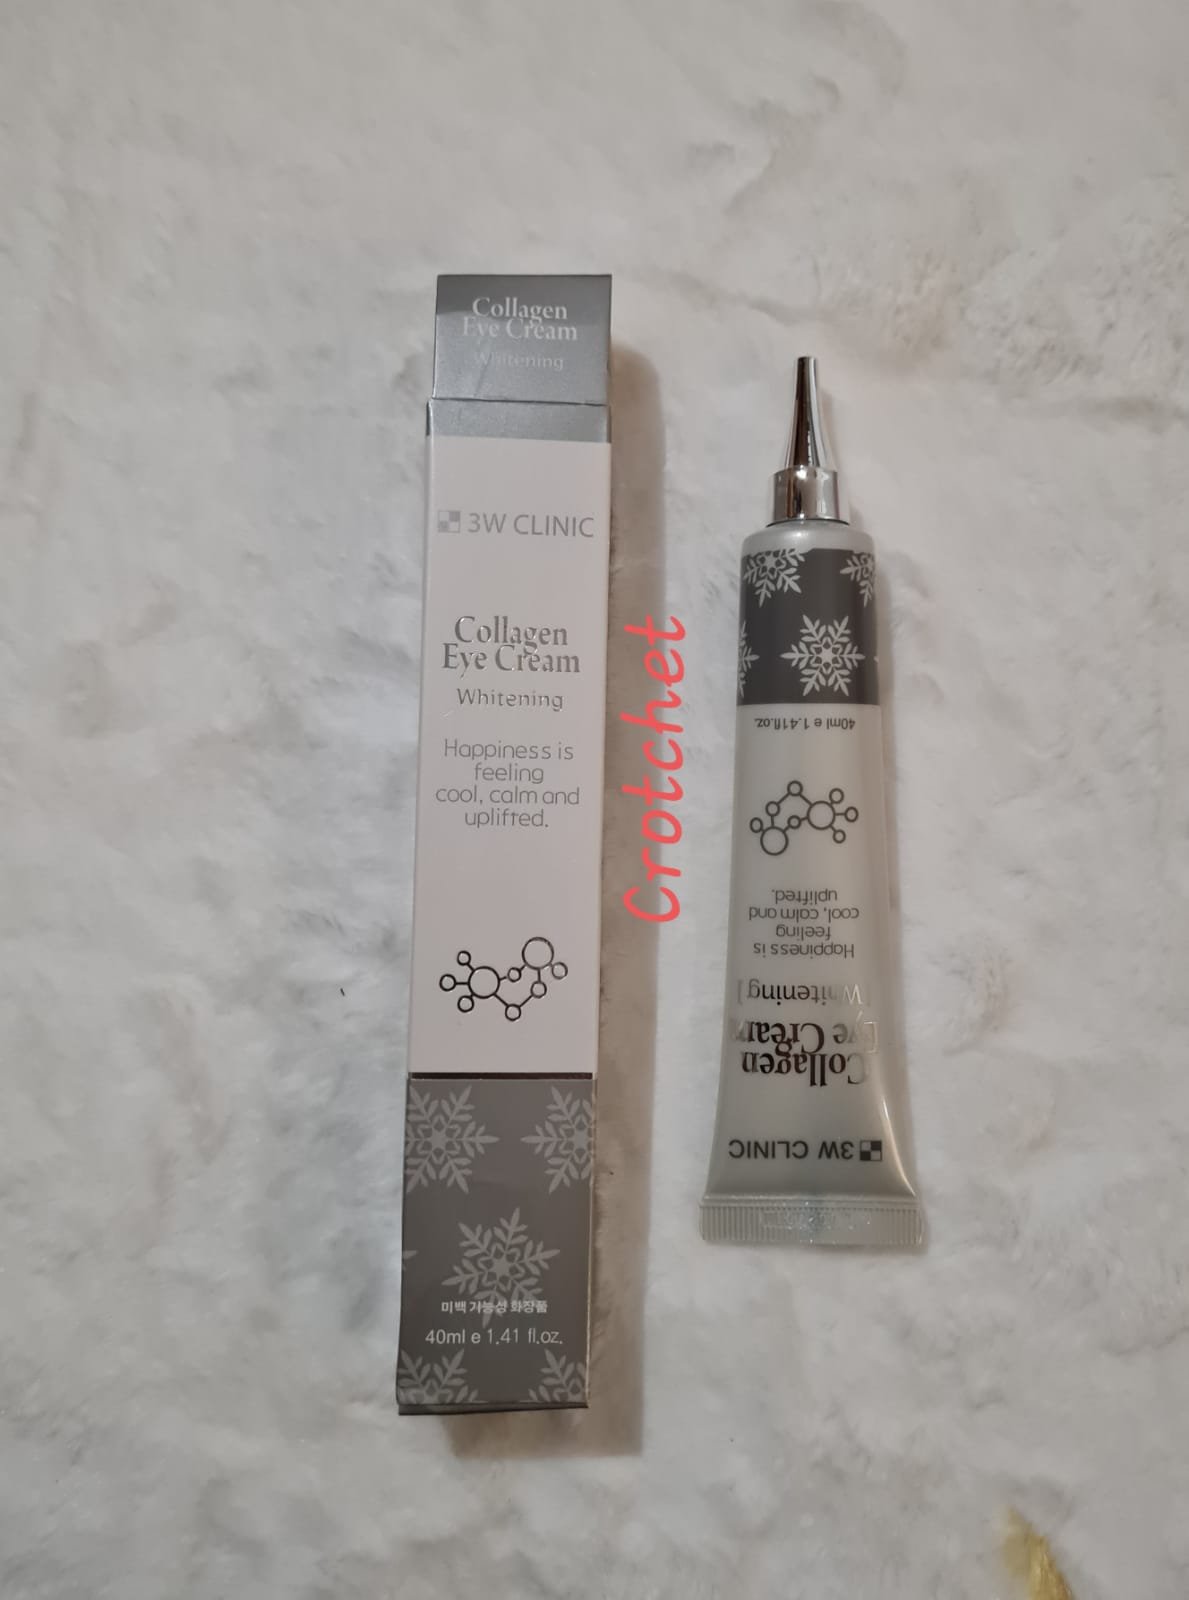 Collagen
Eye Cream
Whitening
3W CLINIC
Collagen
Eye Cream
Whitening
Happiness is
feeling
cool, calm and
uplifted.
미백 기능성 화장품
40ml e 1.41 fl.oz.
Crotchet
3W CLINIC
Collagen
Eye Cream
[Whitening]
Happiness is
feeling
cool, calm and
uplifted.
40ml e 1.41fl.oz.